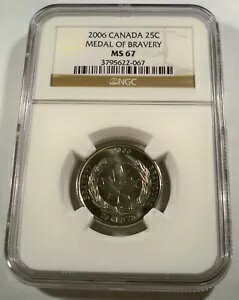 2006 CANADA 25C
MEDAL OF BRAVERY
MS 67
3795622-067
NGC